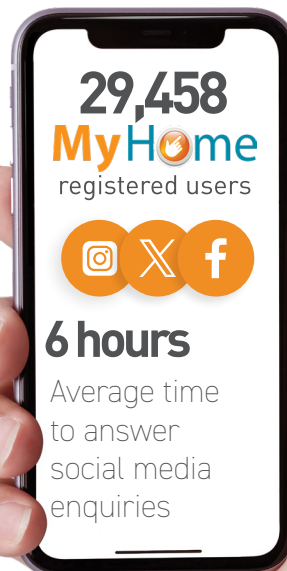 29,458
MyHome
registered users
6 hours
Average time
to answer
social media
enquiries